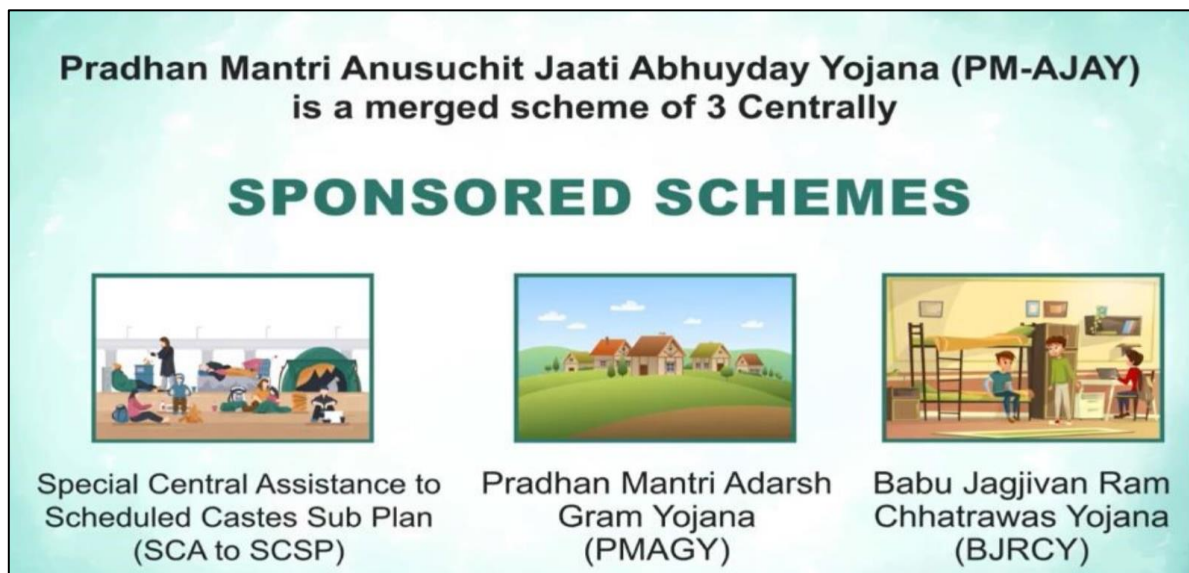 Pradhan Mantri Anusuchit Jaati Abhuyday Yojana (PM-AJAY)
is a merged scheme of 3 Centrally
SPONSORED SCHEMES
Special Central Assistance to
Scheduled Castes Sub Plan
(SCA to SCSP)
Pradhan Mantri Adarsh
Gram Yojana
(PMAGY)
Babu Jagjivan Ram
Chhatrawas Yojana
(BJRCY)